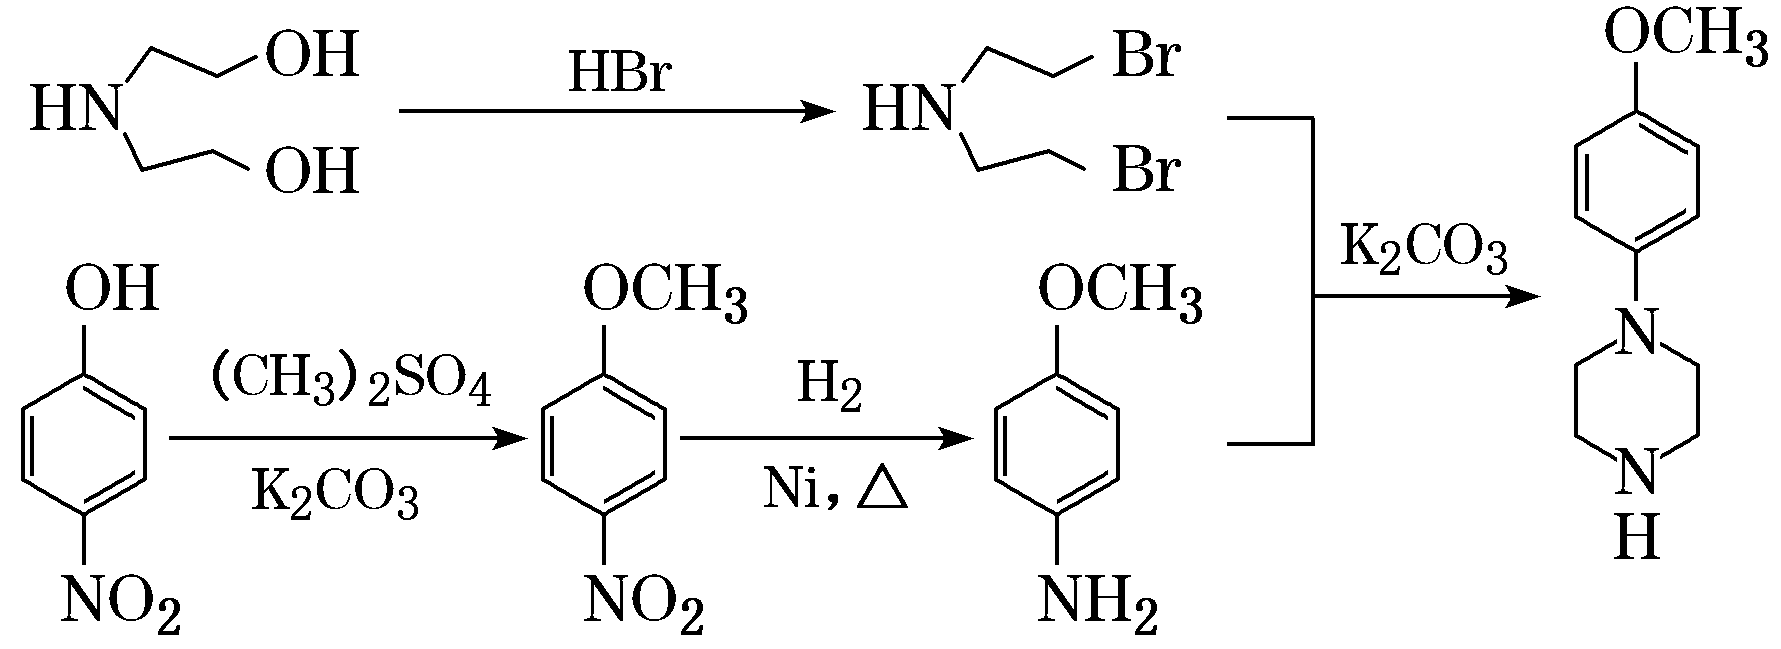 OH
HN
OH
HBr
Br
HN
Br
OCH3
K2CO3
N
N
H
OH
NO2
(CH3)2SO4
K2CO3
OCH3
NO2
H2
Ni,△
OCH3
NH2